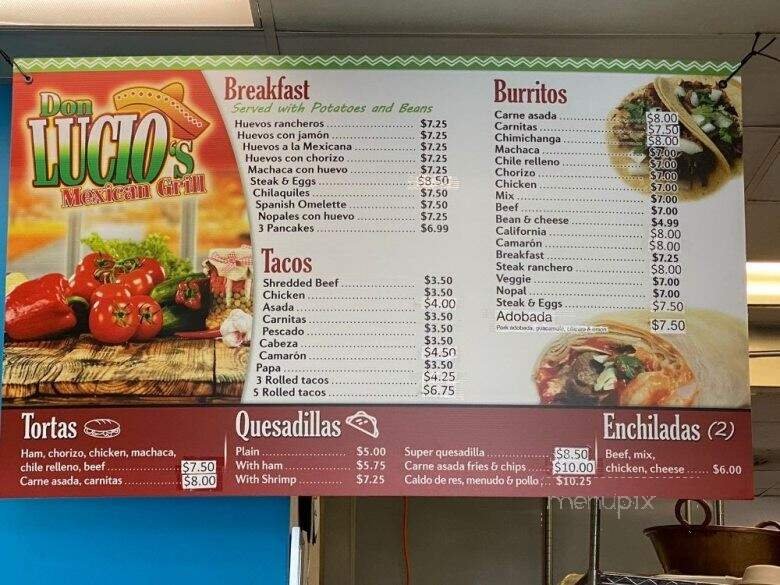 Don
LUCIO's
Mexican Grill
Breakfast
Served with Potatoes and Beans
Huevos rancheros ........ $7.25
Huevos con jamón ........ $7.25
Huevos a la Mexicana ........ $7.25
Huevos con chorizo ........ $7.25
Machaca con huevo ........ $7.25
Steak & Eggs ........ $8.50
Chilaquiles ........ $7.50
Spanish Omelette ........ $7.50
Nopales con huevo ........ $7.25
3 Pancakes ........ $6.99
Tacos
Shredded Beef ........ $3.50
Chicken ........ $3.50
Asada ........ $4.00
Carnitas ........ $3.50
Pescado ........ $3.50
Cabeza ........ $3.50
Camarón ........ $4.50
Papa ........ $3.50
3 Rolled tacos ........ $4.25
5 Rolled tacos ........ $6.75
Burritos
Carne asada ........ $8.00
Carnitas ........ $7.50
Chimichanga ........ $8.00
Machaca ........ $7.00
Chile relleno ........ $7.00
Chorizo ........ $7.00
Chicken ........ $7.00
Mix ........ $7.00
Beef ........ $7.00
Bean & cheese ........ $4.99
California ........ $8.00
Camarón ........ $8.00
Breakfast ........ $7.25
Steak ranchero ........ $8.00
Veggie ........ $7.00
Nopal ........ $7.00
Steak & Eggs ........ $7.50
Adobada ........ $7.50
Pork adobada, guacamole, cilantro & onion
Tortas
Ham, chorizo, chicken, machaca,
chile relleno, beef ........ $7.50
Carne asada, carnitas ........ $8.00
Quesadillas
Plain ........ $5.00
With ham ........ $5.75
With Shrimp ........ $7.25
Super quesadilla ........ $8.50
Carne asada fries & chips ........ $10.00
Caldo de res, menudo & pollo ........ $10.25
Enchiladas (2)
Beef, mix,
chicken, cheese ........ $6.00
menupix